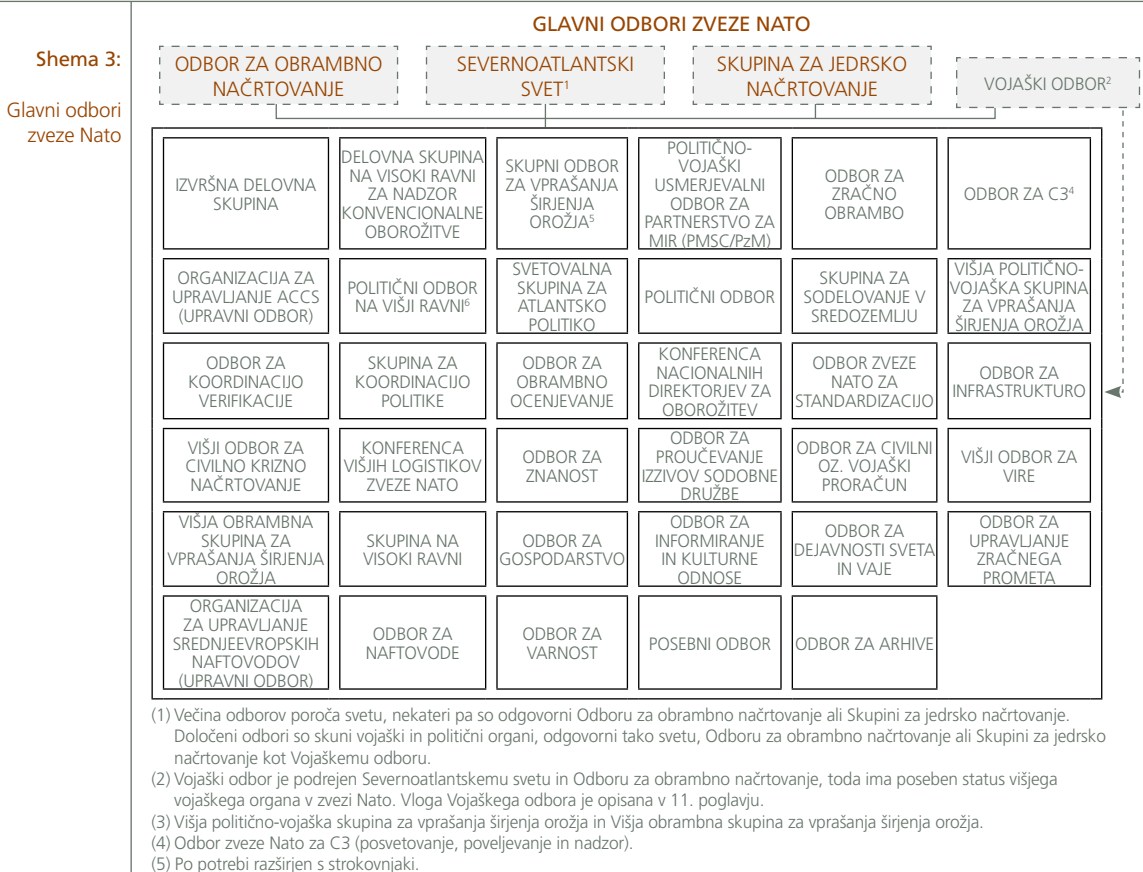 GLAVNI ODBORI ZVEZE NATO
Shema 3:
Glavni odbori
zveze Nato
ODBOR ZA OBRAMBNO
NAČRTOVANJE
SEVERNOATLANTSKI
SVET1
SKUPINA ZA JEDRSKO
NAČRTOVANJE
VOJAŠKI ODBOR2
IZVRŠNA DELOVNA
SKUPINA
DELOVNA SKUPINA
NA VISOKI RAVNI
ZA NADZOR
KONVENCIONALNE
OBOROŽITVE
SKUPNI ODBOR
ZA VPRAŠANJA
ŠIRJENJA
OROŽJA5
POLITIČNO-
VOJAŠKI
USMERJEVALNI
ODBOR ZA
PARTNERSTVO ZA
MIR (PMSC/PzM)
ODBOR ZA
ZRAČNO
OBRAMBO
ODBOR ZA C34
ORGANIZACIJA ZA
UPRAVLJANJE ACCS
(UPRAVNI ODBOR)
POLITIČNI ODBOR
NA VIŠJI RAVNI6
SVETOVALNA
SKUPINA ZA
ATLANTSKO
POLITIKO
POLITIČNI ODBOR
SKUPINA ZA
SODELOVANJE V
SREDOZEMLJU
VIŠJA POLITIČNO-
VOJAŠKA SKUPINA
ZA VPRAŠANJA
ŠIRJENJA OROŽJA
ODBOR ZA
KOORDINACIJO
VERIFIKACIJE
SKUPINA ZA
KOORDINACIJO
POLITIKE
ODBOR ZA
OBRAMBNO
OCENJEVANJE
KONFERENCA
NACIONALNIH
DIREKTORJEV ZA
OBOROŽITEV
ODBOR ZVEZE
NATO ZA
STANDARDIZACIJO
ODBOR ZA
INFRASTRUKTURO
VIŠJI ODBOR ZA
CIVILNO KRIZNO
NAČRTOVANJE
KONFERENCA
VIŠJIH LOGISTIKOV
ZVEZE NATO
ODBOR ZA
ZNANOST
ODBOR ZA
PROUČEVANJE
IZZIVOV SODOBNE
DRUŽBE
ODBOR ZA CIVILNI
OZ. VOJAŠKI
PRORAČUN
VIŠJI ODBOR ZA
VIRE
VIŠJA OBRAMBNA
SKUPINA ZA
VPRAŠANJA ŠIRJENJA
OROŽJA
SKUPINA NA
VISOKI RAVNI
ODBOR ZA
GOSPODARSTVO
ODBOR ZA
INFORMIRANJE
IN KULTURNE
ODNOSE
ODBOR ZA
DEJAVNOSTI SVETA
IN VAJE
ODBOR ZA
UPRAVLJANJE
ZRAČNEGA
PROMETA
ORGANIZACIJA
ZA UPRAVLJANJE
SREDNJEEVROPSKIH
NAFTOVODOV
(UPRAVNI ODBOR)
ODBOR ZA
NAFTOVODE
ODBOR ZA
VARNOST
POSEBNI ODBOR
ODBOR ZA ARHIVE
(1) Večina odborov poroča svetu, nekateri pa so odgovorni Odboru za obrambno načrtovanje ali Skupini za jedrsko načrtovanje.
Določeni odbori so skuni vojaški in politični organi, odgovorni tako svetu, Odboru za obrambno načrtovanje ali Skupini za jedrsko
načrtovanje kot Vojaškemu odboru.
(2) Vojaški odbor je podrejen Severnoatlantskemu svetu in Odboru za obrambno načrtovanje, toda ima poseben status višjega
vojaškega organa v zvezi Nato. Vloga Vojaškega odbora je opisana v 11. poglavju.
(3) Višja politično-vojaška skupina za vprašanja širjenja orožja in Višja obrambna skupina za vprašanja širjenja orožja.
(4) Odbor zveze Nato za C3 (posvetovanje, poveljevanje in nadzor).
(5) Po potrebi razširjen s strokovnjaki.